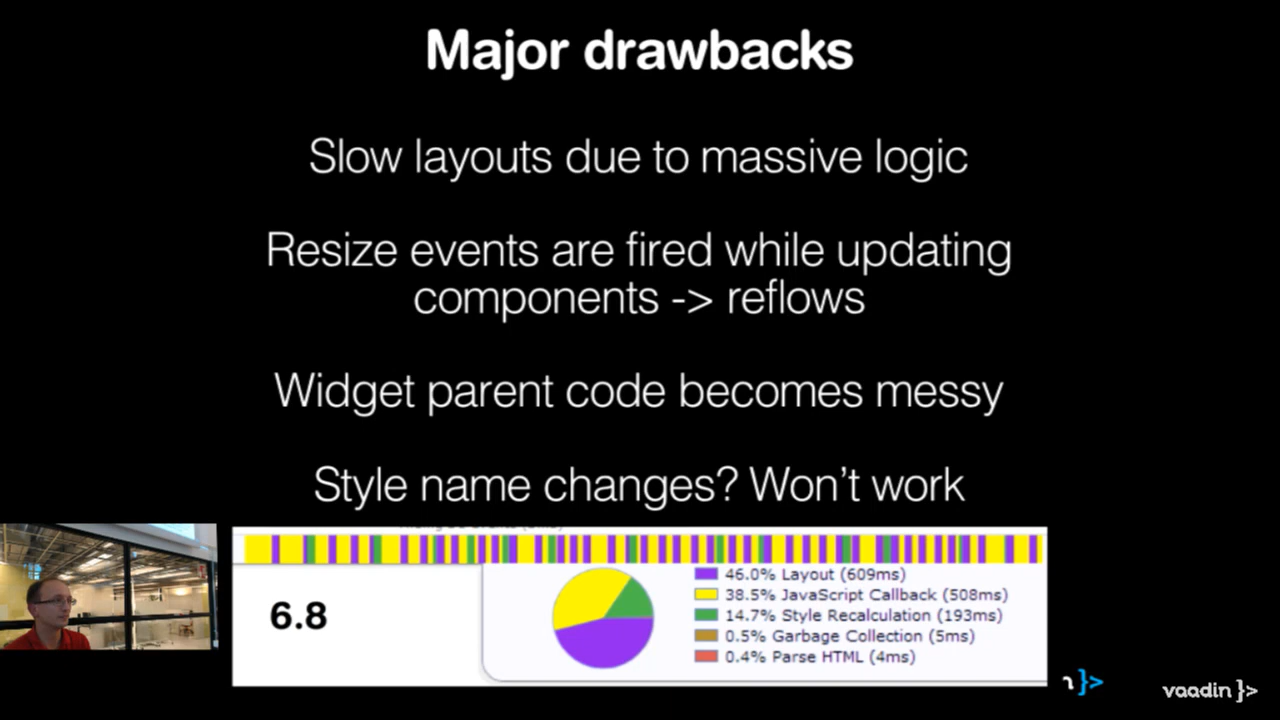 Major drawbacks
Slow layouts due to massive logic
Resize events are fired while updating
components -> reflows
Widget parent code becomes messy
Style name changes? Won't work
6.8
46.0% Layout (609ms)
38.5% JavaScript Callback (508ms)
14.7% Style Recalculation (193ms)
0.5% Garbage Collection (5ms)
0.4% Parse HTML (4ms)
vaadin }>